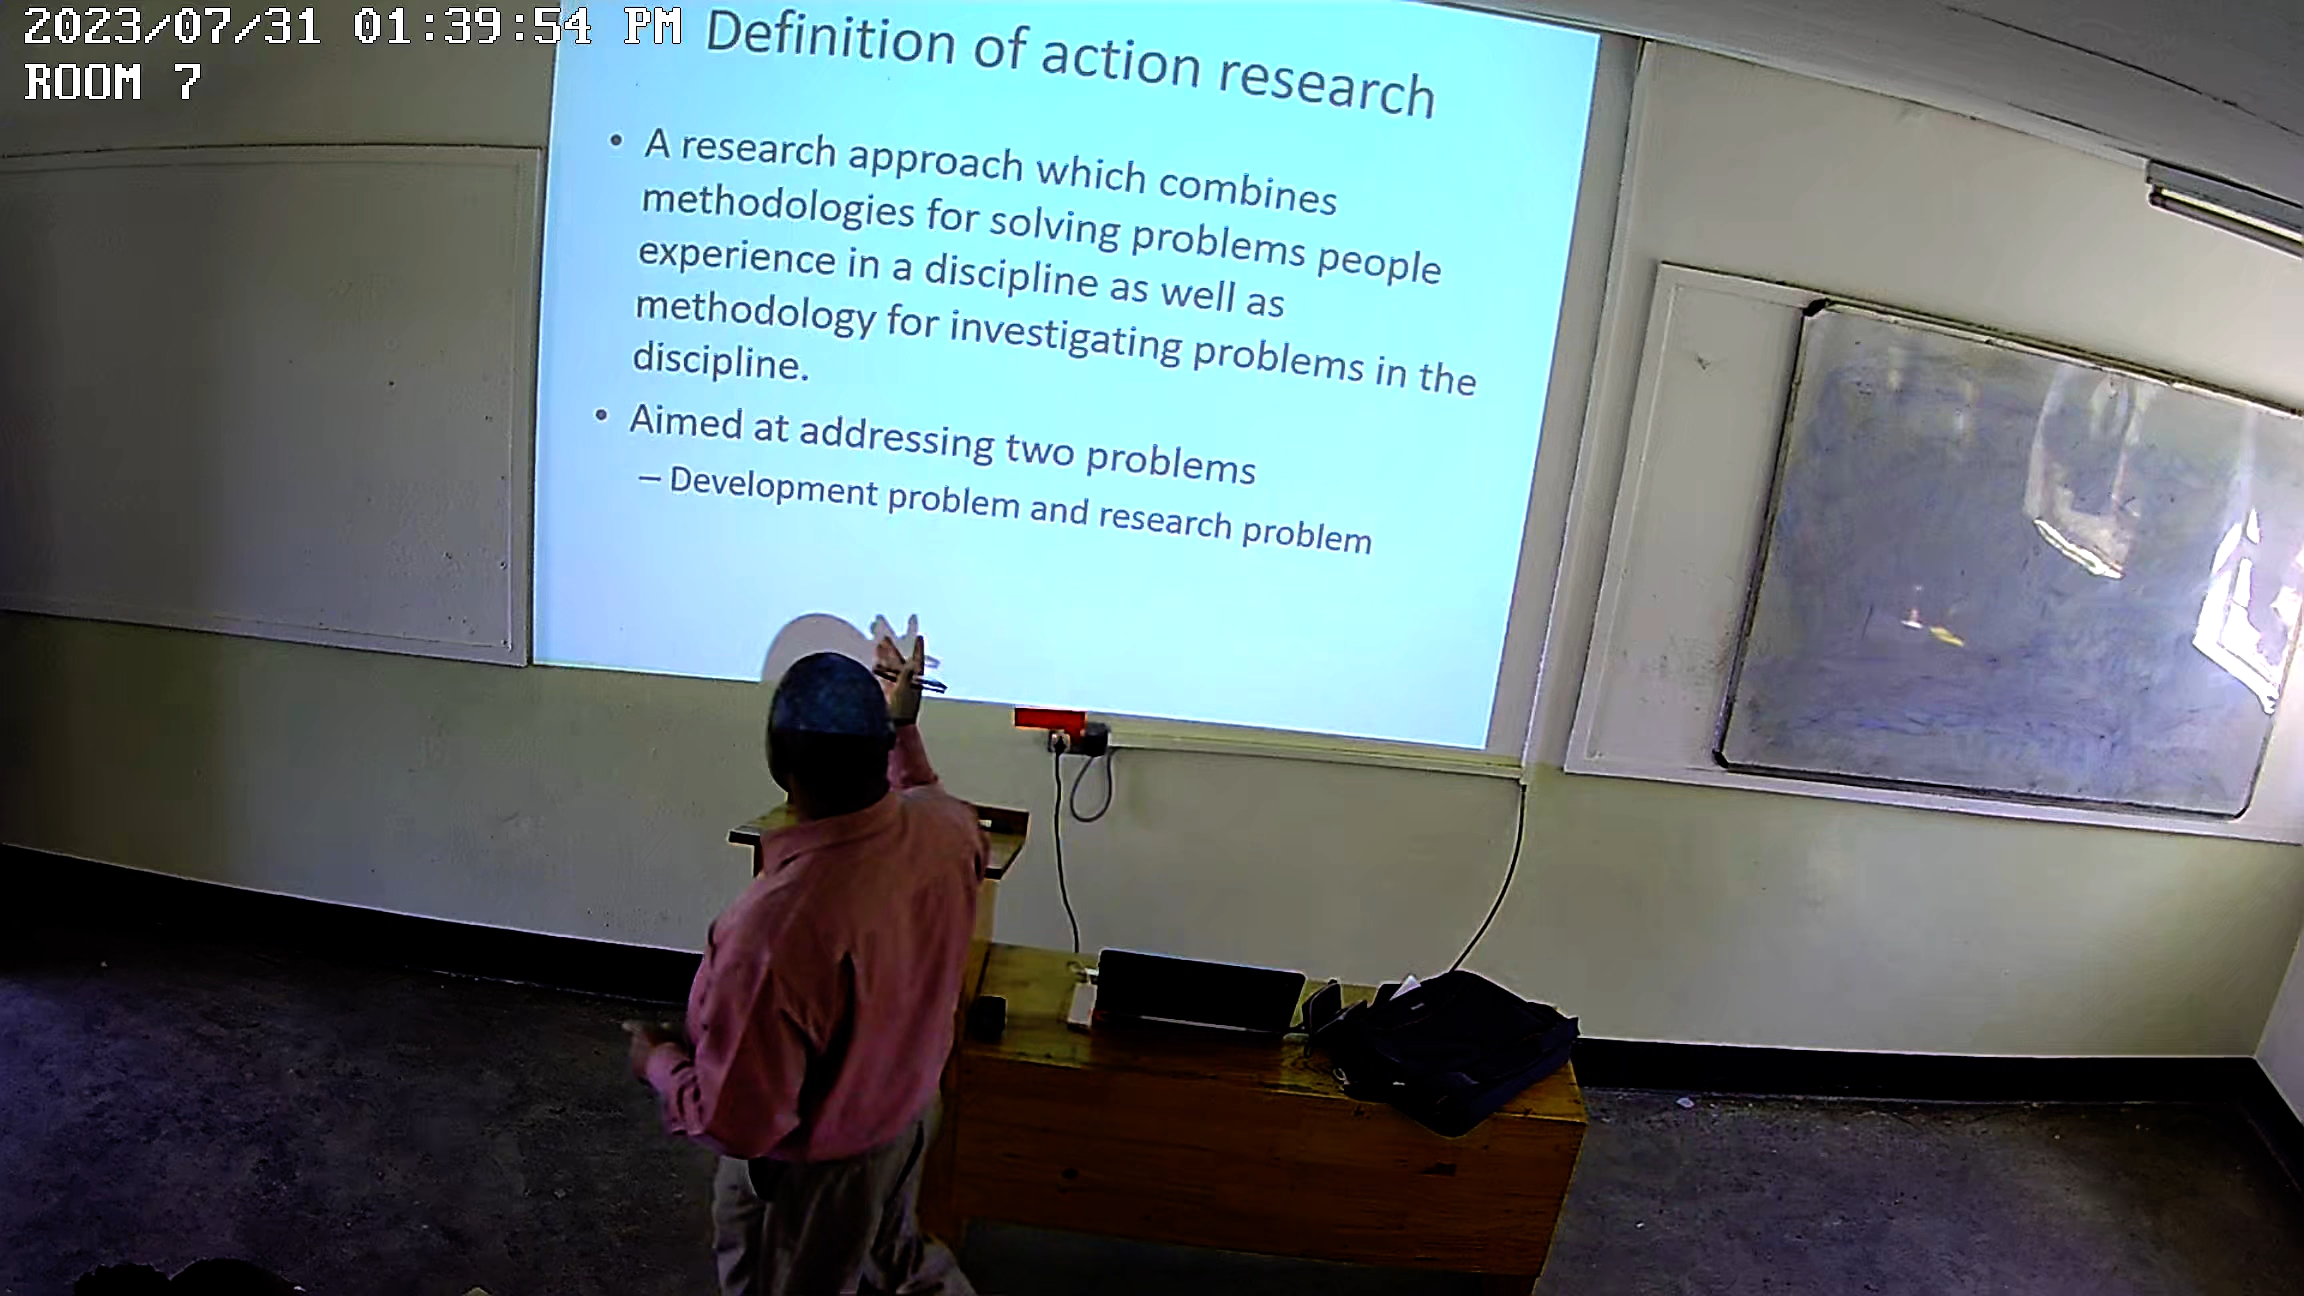 2023/07/31 01:39:54 PM
ROOM 7
Definition of action research
• A research approach which combines
methodologies for solving problems people
experience in a discipline as well as
methodology for investigating problems in the
discipline.
• Aimed at addressing two problems
– Development problem and research problem